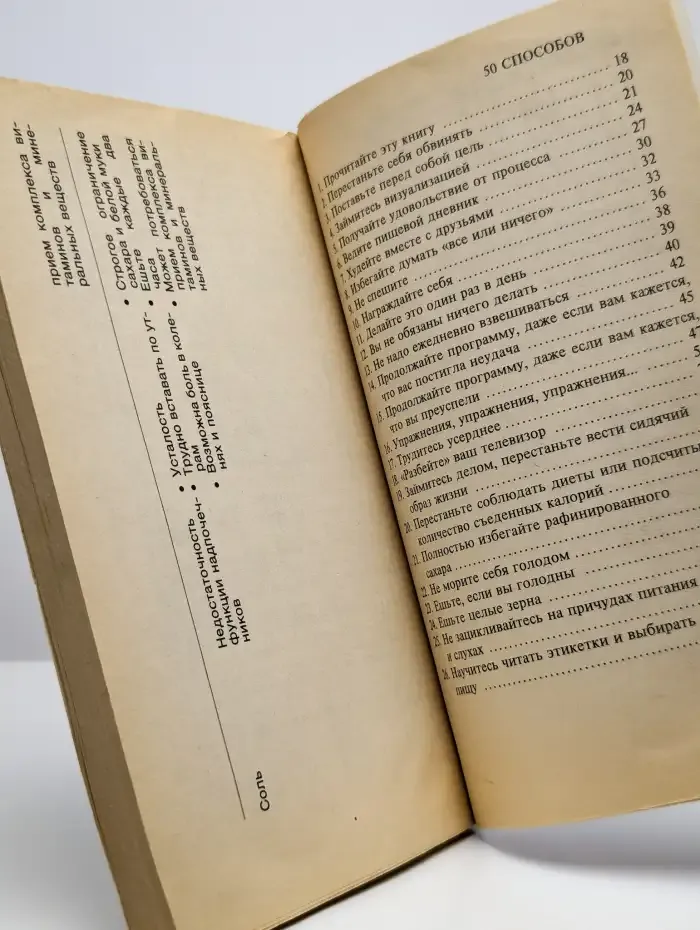 прием комплекса ви-
таминов и мине-
ральных веществ
Соль
Недостаточность
функции надпочеч-
ников
• Усталость
• Трудно вставать по ут-
рам
• Возможна боль в коле-
нях и пояснице
• Строгое ограничение
сахара и белой муки
• Ешьте каждые два
часа
• Может потребоваться
прием комплекса ви-
таминов и минераль-
ных веществ
50 СПОСОБОВ
1. Прочитайте эту книгу 18
2. Перестаньте себя обвинять 20
3. Поставьте перед собой цель 21
4. Займитесь визуализацией 24
5. Получайте удовольствие от процесса 27
6. Ведите пищевой дневник 30
7. Худейте вместе с друзьями 32
8. Избегайте думать «все или ничего» 33
9. Не спешите 36
10. Награждайте себя 38
11. Делайте это один раз в день 39
12. Вы не обязаны ничего делать 40
13. Не надо ежедневно взвешиваться 42
14. Продолжайте программу, даже если вам кажется,
что вас постигла неудача 45
15. Продолжайте программу, даже если вам кажется,
что вы преуспели
16. Упражнения, упражнения, упражнения...
17. Трудитесь усерднее
18. «Разбейте» ваш телевизор
19. Займитесь делом, перестаньте вести сидячий
образ жизни
20. Перестаньте соблюдать диеты или подсчиты
количество съеденных калорий
21. Полностью избегайте рафинированного
сахара
22. Не морите себя голодом
23. Ешьте, если вы голодны
24. Ешьте целые зерна
25. Не зацикливайтесь на причудах питания
и слухах
26. Научитесь читать этикетки и выбирать
пищу